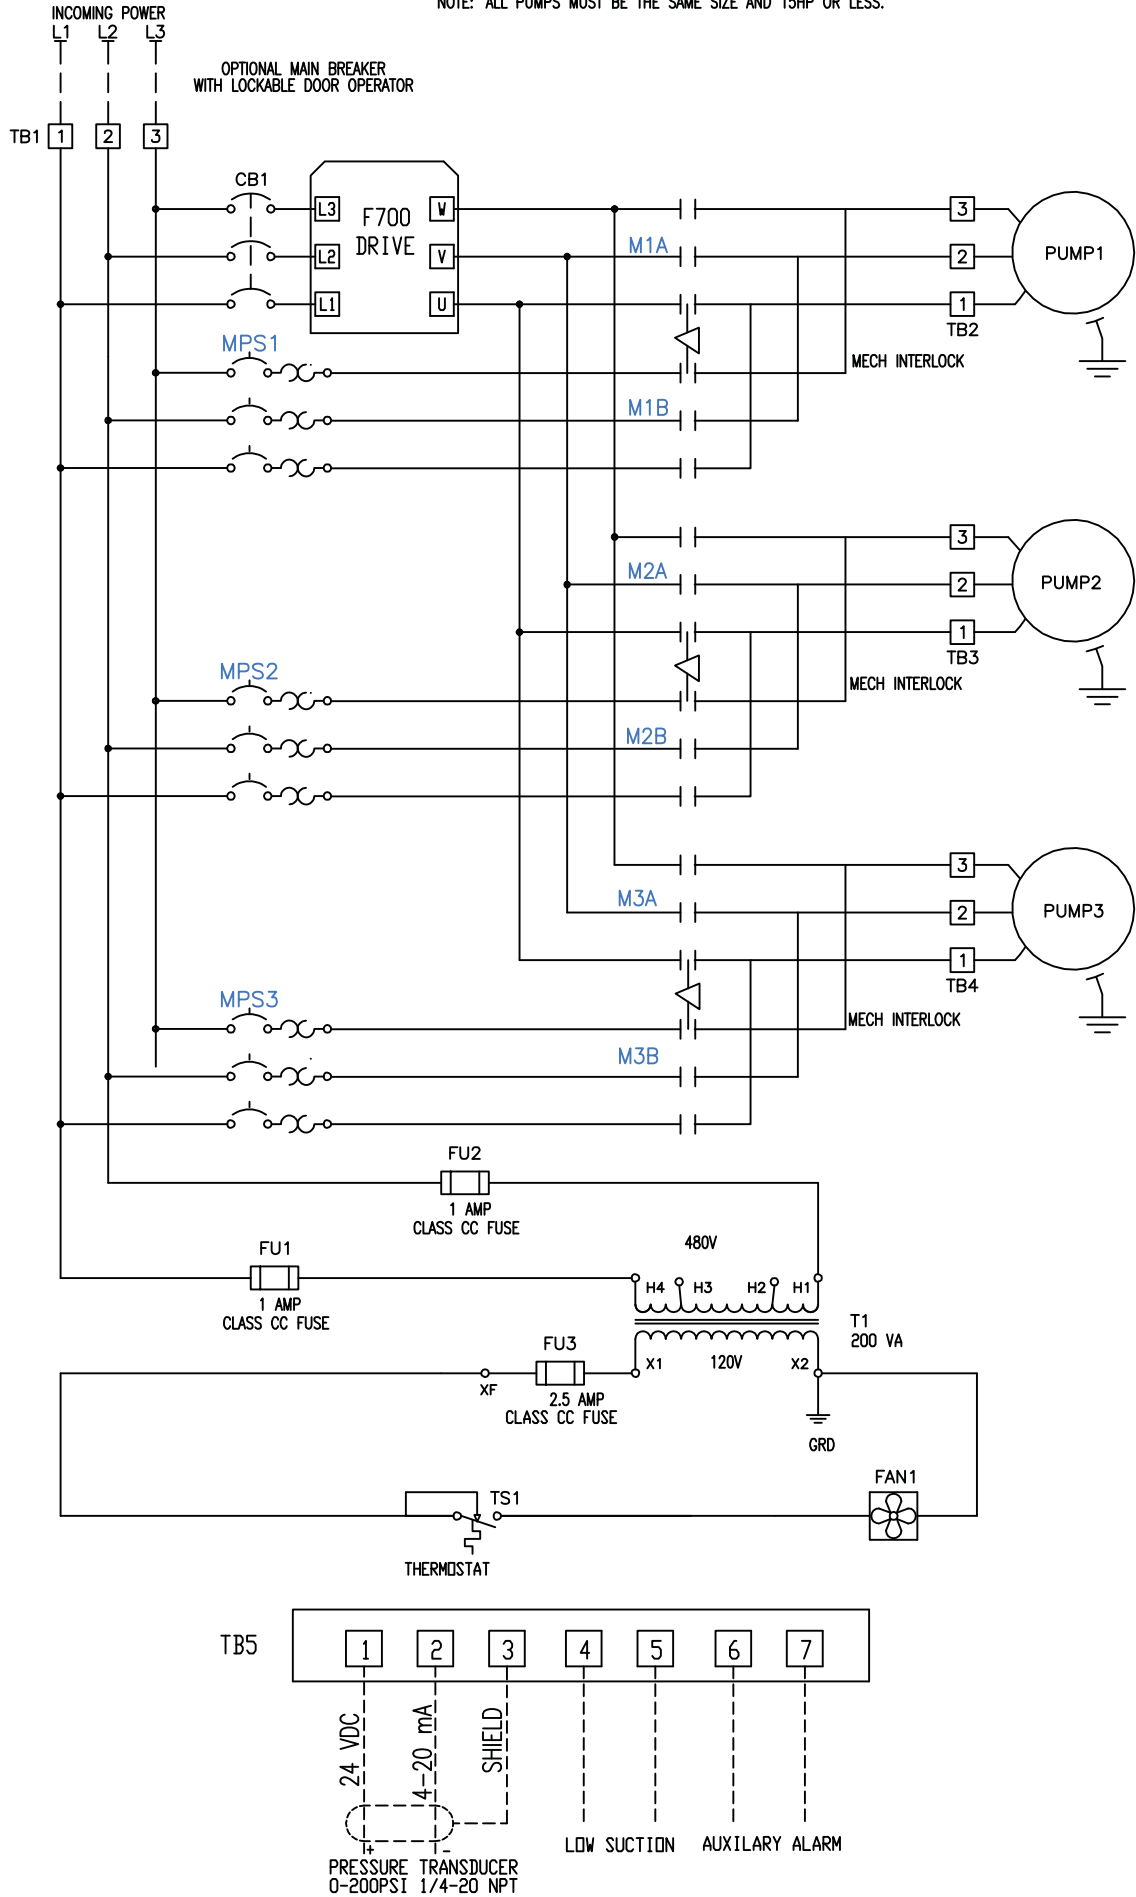 NOTE: ALL PUMPS MUST BE THE SAME SIZE AND 15HP OR LESS.
INCOMING POWER
L1 L2 L3
OPTIONAL MAIN BREAKER
WITH LOCKABLE DOOR OPERATOR
TB1 1 2 3
CB1
F700
DRIVE
L3 W
L2 V
L1 U
M1A
3
2
1
TB2
PUMP1
MPS1
MECH INTERLOCK
M1B
M2A
3
2
1
TB3
PUMP2
MPS2
MECH INTERLOCK
M2B
M3A
3
2
1
TB4
PUMP3
MPS3
MECH INTERLOCK
M3B
FU2
1 AMP
CLASS CC FUSE
FU1
1 AMP
CLASS CC FUSE
480V
H4 H3 H2 H1
T1
200 VA
FU3
X1 120V X2
XF
2.5 AMP
CLASS CC FUSE
GRD
FAN1
TS1
THERMOSTAT
TB5 1 2 3 4 5 6 7
24 VDC
4-20 mA
SHIELD
+ -
LOW SUCTION AUXILARY ALARM
PRESSURE TRANSDUCER
0-200PSI 1/4-20 NPT